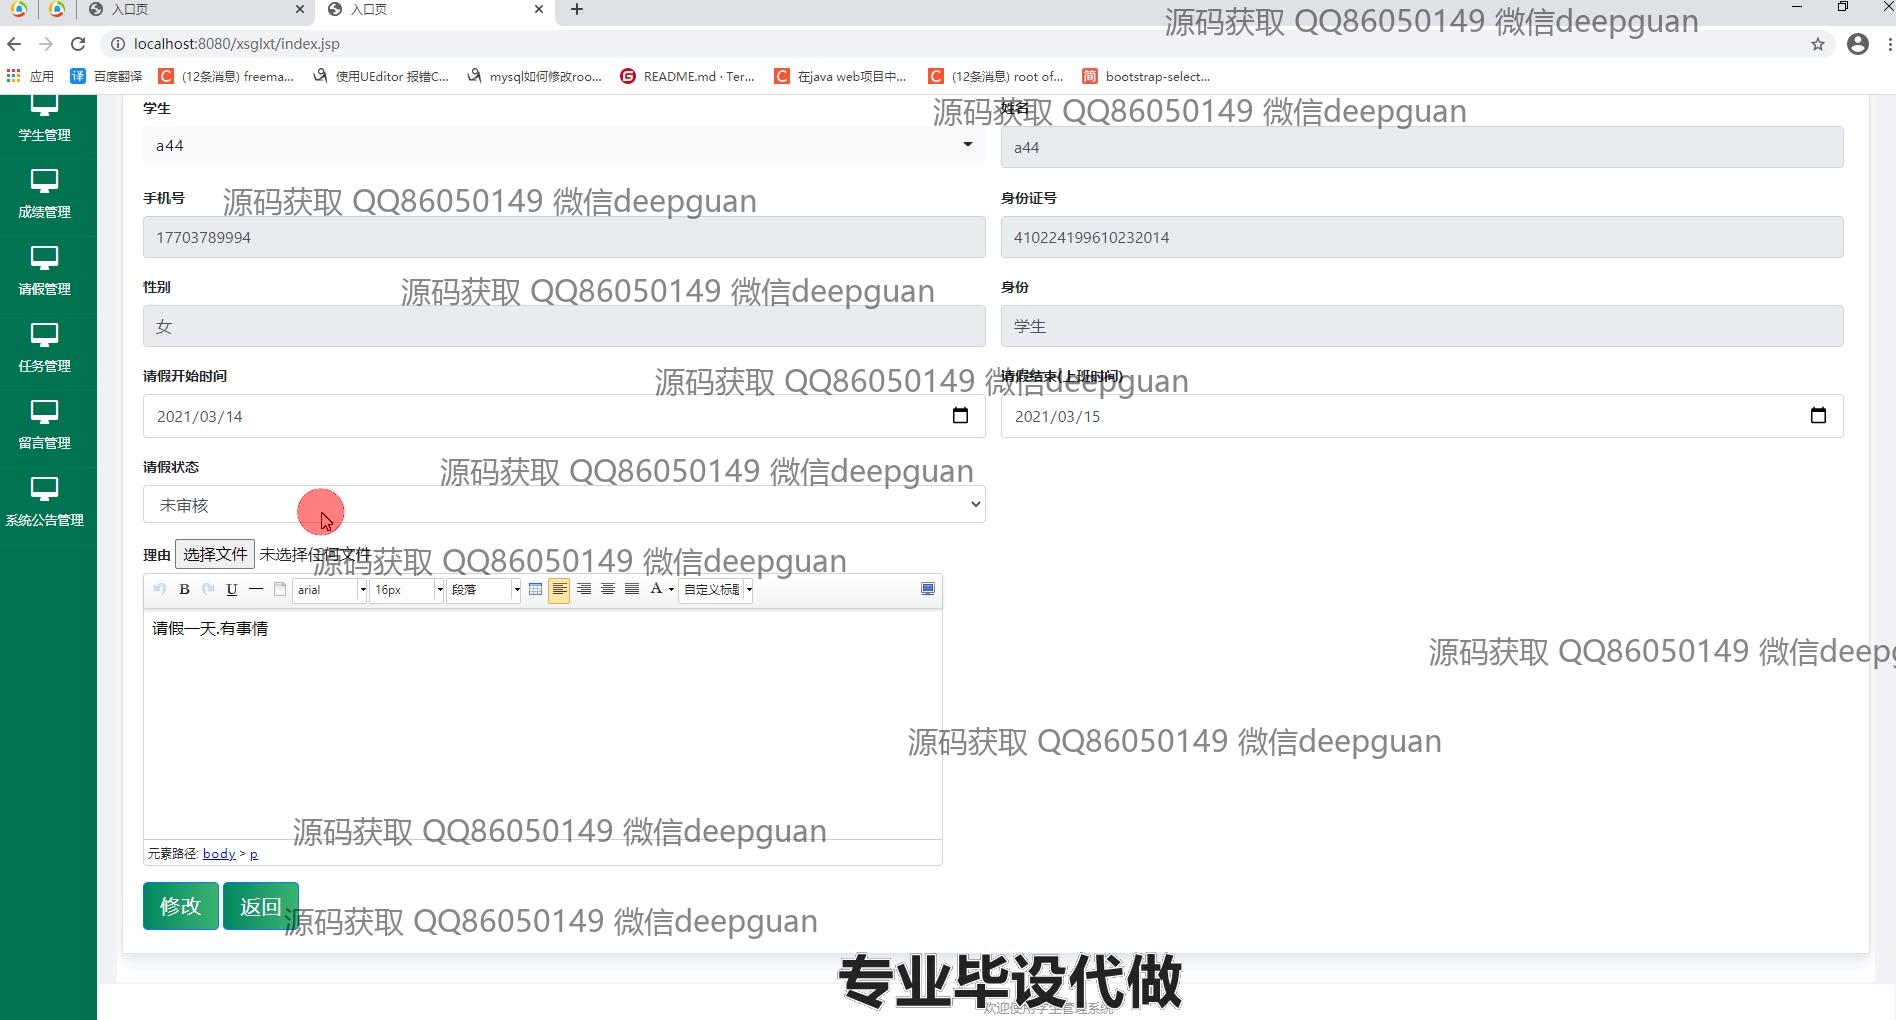 入口页
入口页
源码获取 QQ86050149 微信deepguan
localhost:8080/xsglxt/index.jsp
应用
百度翻译
(12条消息) freema...
使用UEditor 报错C...
mysql如何修改roo...
README.md · Ter...
在java web项目中...
(12条消息) root of...
bootstrap-select...
学生
姓名
源码获取 QQ86050149 微信deepguan
学生管理
a44
a44
手机号
源码获取 QQ86050149 微信deepguan
身份证号
成绩管理
17703789994
410224199610232014
请假管理
性别
源码获取 QQ86050149 微信deepguan
身份
女
学生
任务管理
请假开始时间
源码获取 QQ86050149 微信deepguan
请假结束(上班时间)
2021/03/14
2021/03/15
留言管理
请假状态
源码获取 QQ86050149 微信deepguan
未审核
系统公告管理
理由
选择文件
未选择任何文件
源码获取 QQ86050149 微信deepguan
B
U
arial
16px
段落
A
自定义标题
请假一天.有事情
源码获取 QQ86050149 微信deepg
源码获取 QQ86050149 微信deepguan
源码获取 QQ86050149 微信deepguan
元素路径: body > p
修改
返回
源码获取 QQ86050149 微信deepguan
专业毕设代做
欢迎使用学生管理系统